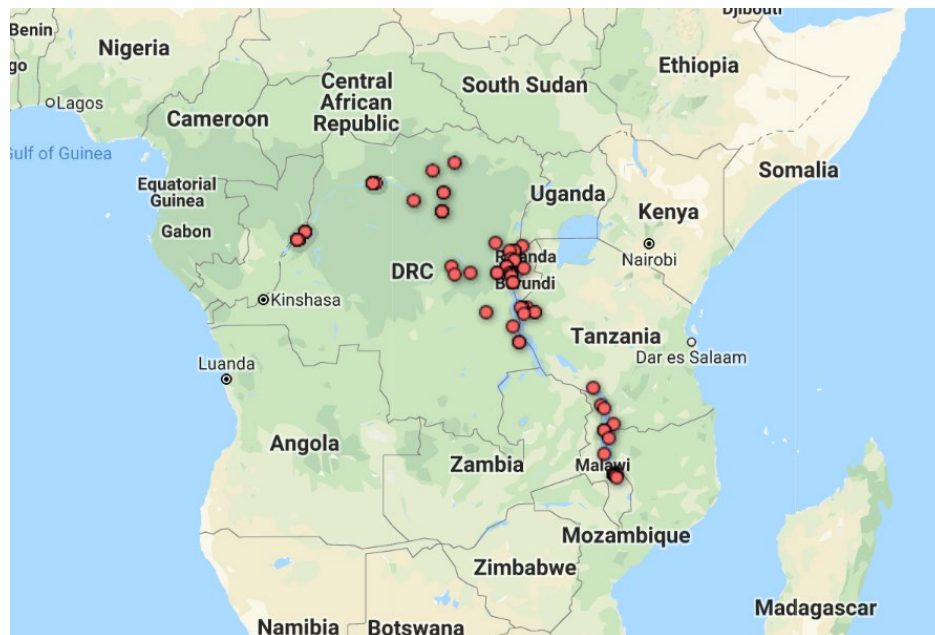 Djibouti
Benin
Nigeria
go
Lagos
Central
African
Republic
South Sudan
Ethiopia
Cameroon
Gulf of Guinea
Somalia
Equatorial
Guinea
Uganda
Gabon
Kenya
Nairobi
DRC
Rwanda
Burundi
Kinshasa
Tanzania
Dar es Salaam
Luanda
Angola
Zambia
Malawi
Mozambique
Zimbabwe
Madagascar
Namibia
Botswana